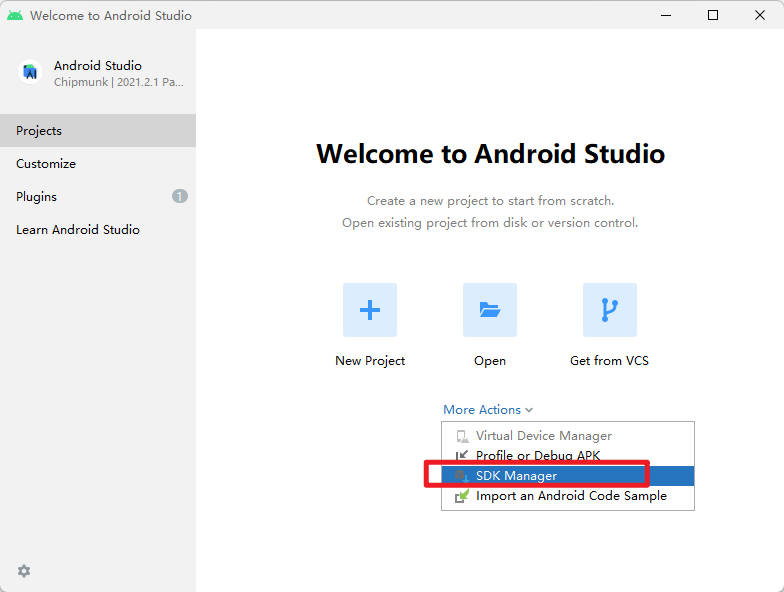 Welcome to Android Studio
Android Studio
Chipmunk | 2021.2.1 Pa...
Projects
Customize
Plugins
1
Learn Android Studio
Welcome to Android Studio
Create a new project to start from scratch.
Open existing project from disk or version control.
New Project
Open
Get from VCS
More Actions
Virtual Device Manager
Profile or Debug APK
SDK Manager
Import an Android Code Sample